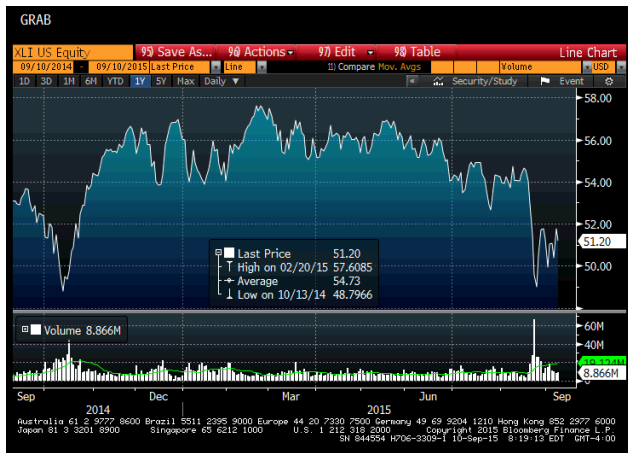 GRAB
XLI US Equity 95) Save As... 96) Actions 97) Edit 98) Table Line Chart
09/10/2014 - 09/10/2015 Last Price Line 11) Compare Mov. Avgs Volume USD
1D 3D 1M 6M YTD 1Y 5Y Max Daily ▼ « Security/Study Event
58.00
56.00
54.00
52.00
51.20
50.00
Last Price 51.20
High on 02/20/15 57.6085
Average 54.73
Low on 10/13/14 48.7966
Volume 8.866M
60M
40M
19.124M
8.866M
0
Sep Dec Mar Jun Sep
2014 2015
Australia 61 2 9777 8600 Brazil 5511 2395 9000 Europe 44 20 7330 7500 Germany 49 69 9204 1210 Hong Kong 852 2977 6000
Japan 81 3 3201 8900 Singapore 65 6212 1000 U.S. 1 212 318 2000 Copyright 2015 Bloomberg Finance L.P.
SN 844554 H706-3309-1 10-Sep-15 8:19:13 EDT GMT-4:00